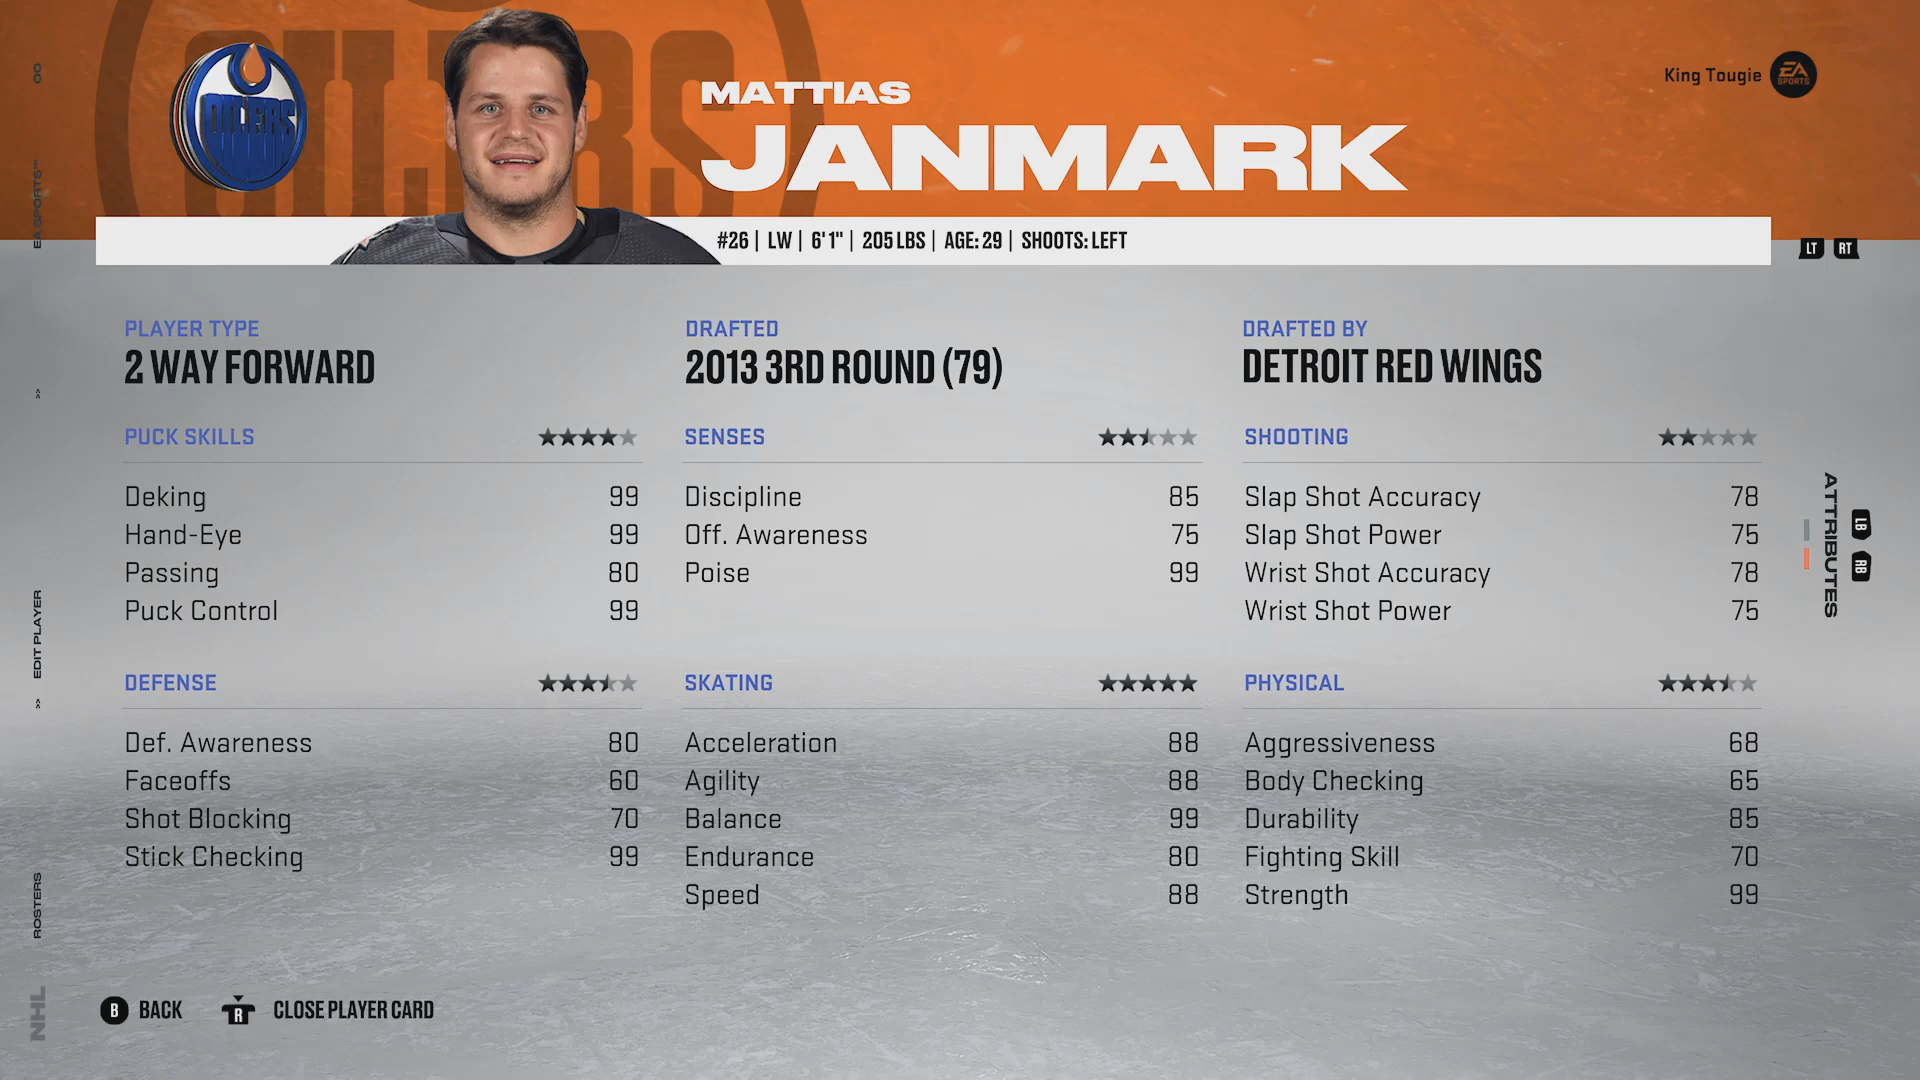 OILERS
OILERS
MATTIAS
JANMARK
King Tougie
EA SPORTS
#26 | LW | 6'1" | 205 LBS | AGE: 29 | SHOOTS: LEFT
LT RT
PLAYER TYPE
2 WAY FORWARD
DRAFTED
2013 3RD ROUND (79)
DRAFTED BY
DETROIT RED WINGS
PUCK SKILLS
Deking 99
Hand-Eye 99
Passing 80
Puck Control 99
SENSES
Discipline 85
Off. Awareness 75
Poise 99
SHOOTING
Slap Shot Accuracy 78
Slap Shot Power 75
Wrist Shot Accuracy 78
Wrist Shot Power 75
DEFENSE
Def. Awareness 80
Faceoffs 60
Shot Blocking 70
Stick Checking 99
SKATING
Acceleration 88
Agility 88
Balance 99
Endurance 80
Speed 88
PHYSICAL
Aggressiveness 68
Body Checking 65
Durability 85
Fighting Skill 70
Strength 99
ATTRIBUTES
LB RB
NHL
ROSTERS
>>
EDIT PLAYER
>>
EA SPORTS™
B BACK
R CLOSE PLAYER CARD